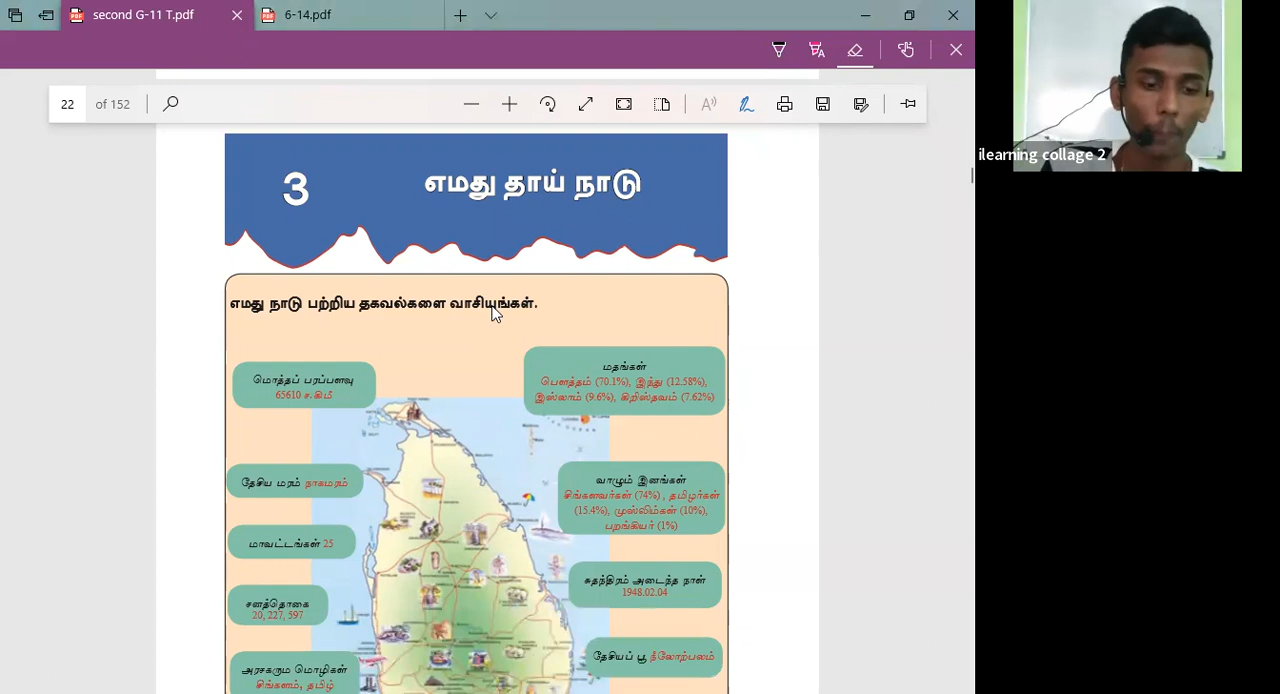 second G-11 T.pdf
6-14.pdf
22 of 152
ilearning collage 2
3
எமது தாய் நாடு
எமது நாடு பற்றிய தகவல்களை வாசியுங்கள்.
மொத்தப் பரப்பளவு
65610 ச.கிமீ
மதங்கள்
பௌத்தம் (70.1%), இந்து (12.58%),
இஸ்லாம் (9.6%), கிறிஸ்தவம் (7.62%)
தேசிய மரம் நாகமரம்
வாழும் இனங்கள்
சிங்களவர்கள் (74%) , தமிழர்கள்
(15.4%), முஸ்லிம்கள் (10%),
பறங்கியர் (1%)
மாவட்டங்கள் 25
சுதந்திரம் அடைந்த நாள்
1948.02.04
சனத்தொகை
20, 227, 597
தேசியப் பூ நீலோற்பலம்
அரசகரும மொழிகள்
சிங்களம், தமிழ்